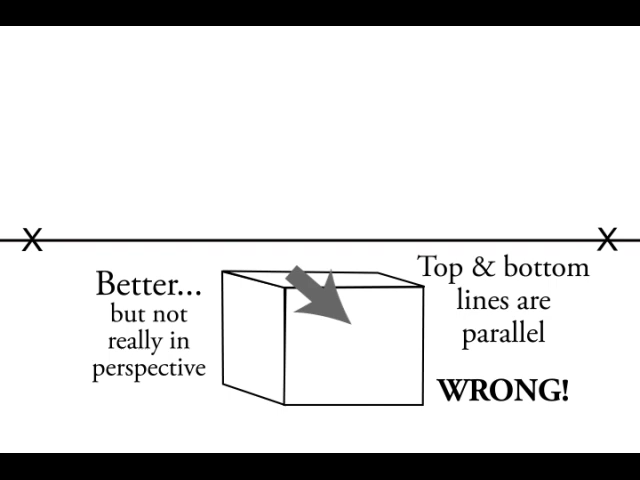 X X
Better...
but not
really in
perspective
Top & bottom
lines are
parallel
WRONG!